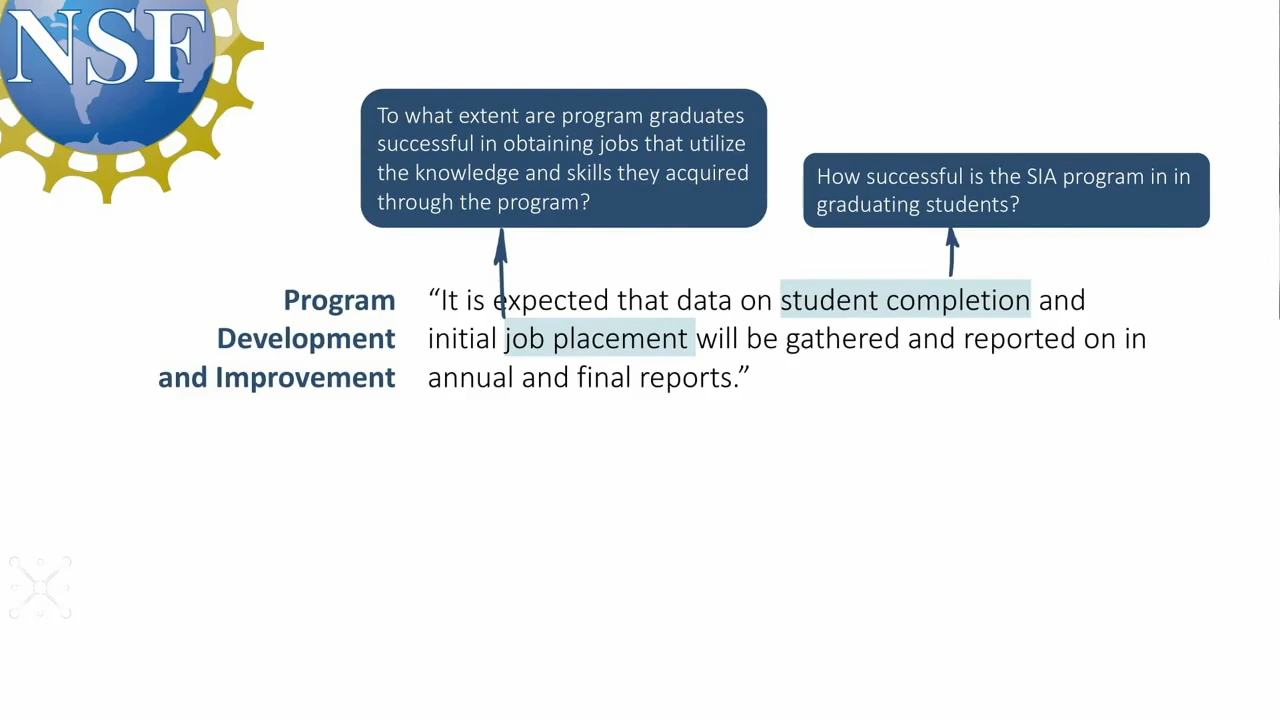 NSF
To what extent are program graduates
successful in obtaining jobs that utilize
the knowledge and skills they acquired
through the program?
How successful is the SIA program in in
graduating students?
Program
Development
and Improvement
“It is expected that data on student completion and
initial job placement will be gathered and reported on in
annual and final reports.”